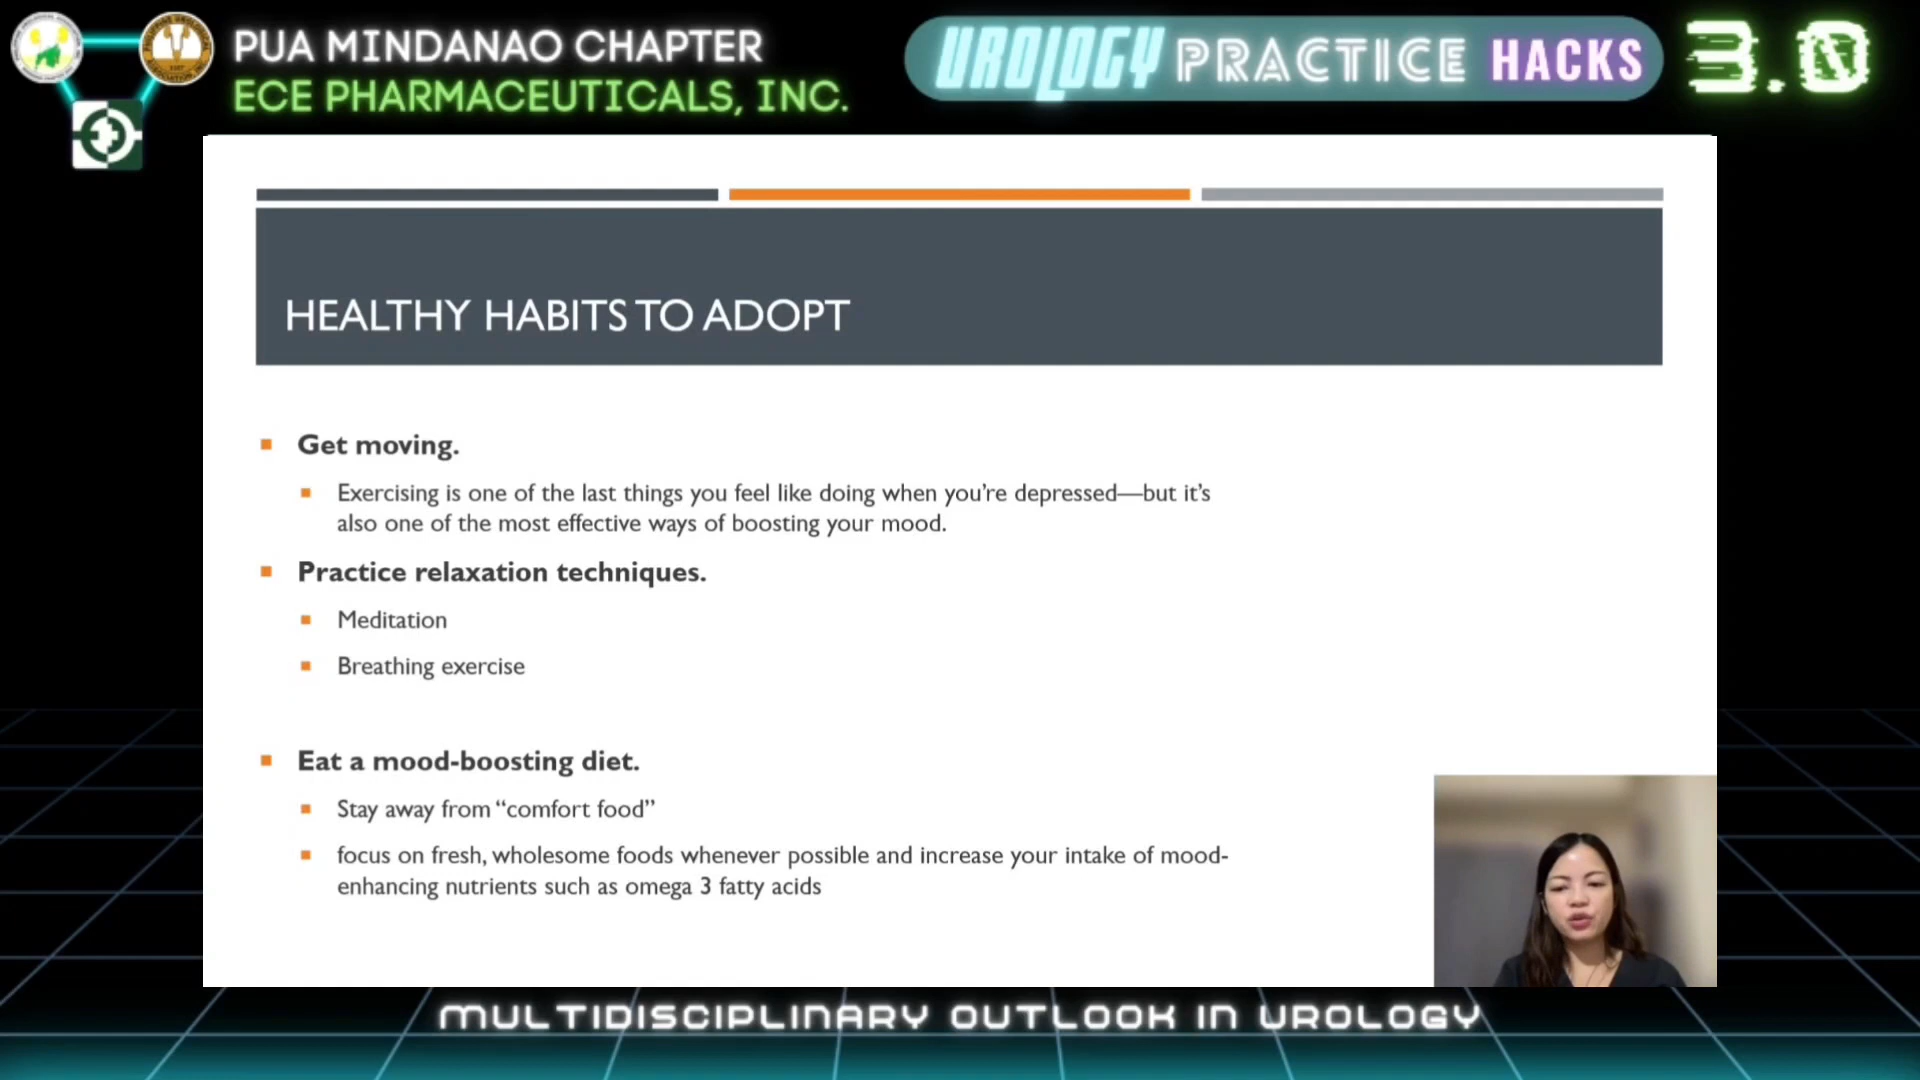 PUA MINDANAO CHAPTER
ECE PHARMACEUTICALS, INC.
UROLOGY PRACTICE HACKS 3.0
HEALTHY HABITS TO ADOPT
Get moving.
Exercising is one of the last things you feel like doing when you’re depressed—but it’s
also one of the most effective ways of boosting your mood.
Practice relaxation techniques.
Meditation
Breathing exercise
Eat a mood-boosting diet.
Stay away from “comfort food”
focus on fresh, wholesome foods whenever possible and increase your intake of mood-
enhancing nutrients such as omega 3 fatty acids
MULTIDISCIPLINARY OUTLOOK IN UROLOGY